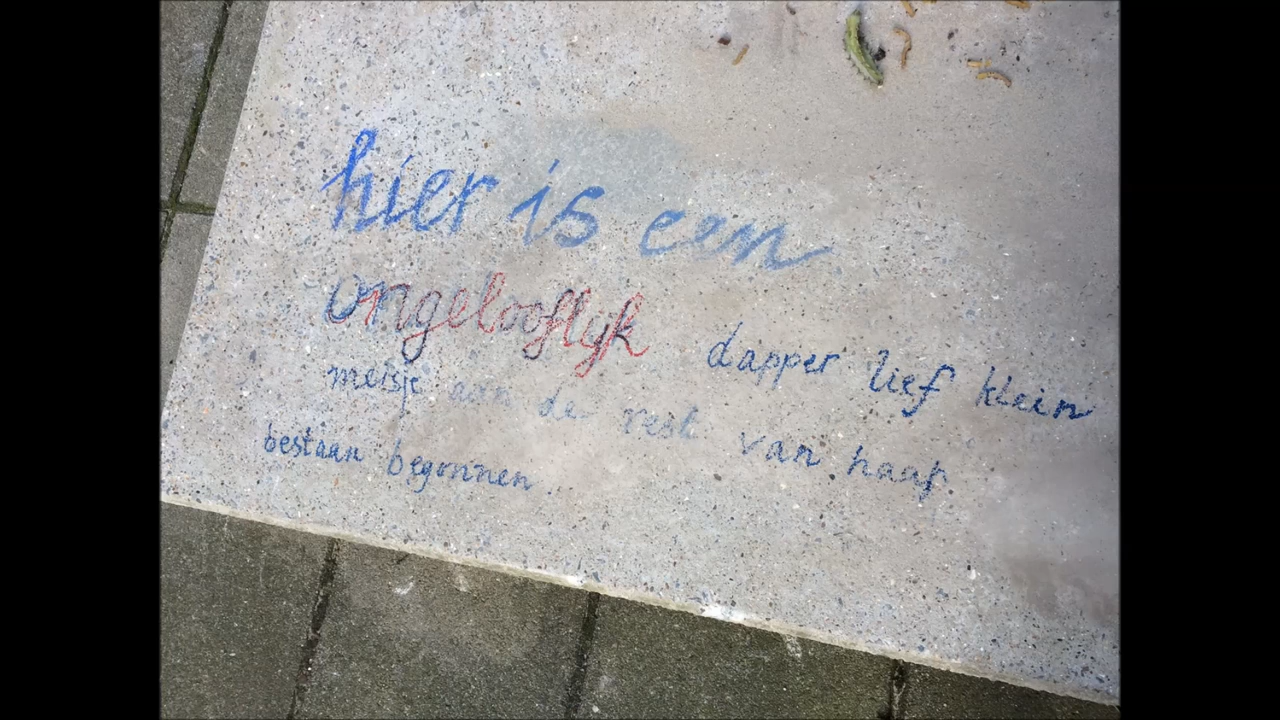 hier is een
ongelooflijk dapper lief klein
meisje aan de rest van haar
bestaan begonnen